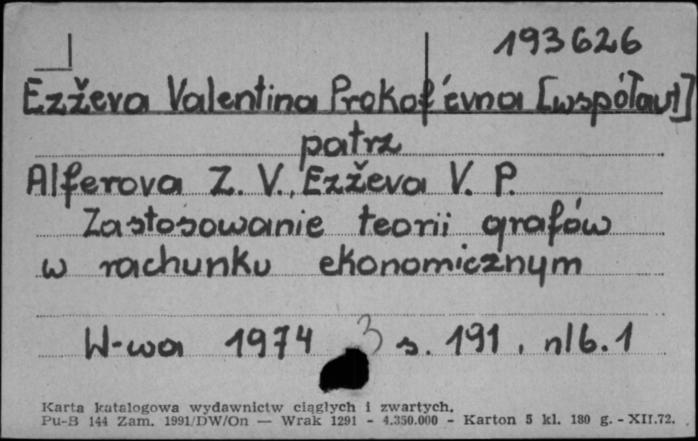 193626
Ezževa Valentina Prokof'evna [współaut]
patrz
Alferova Z. V., Ezževa V. P.
Zastosowanie teorii grafów
w rachunku ekonomicznym
W-wa 1974 3 s. 191, nlb. 1
Karta katalogowa wydawnictw ciągłych i zwartych.
Pu-B 144 Zam. 1991/DW/On — Wrak 1291 - 4.350.000 - Karton 5 kl. 180 g. - XII.72.